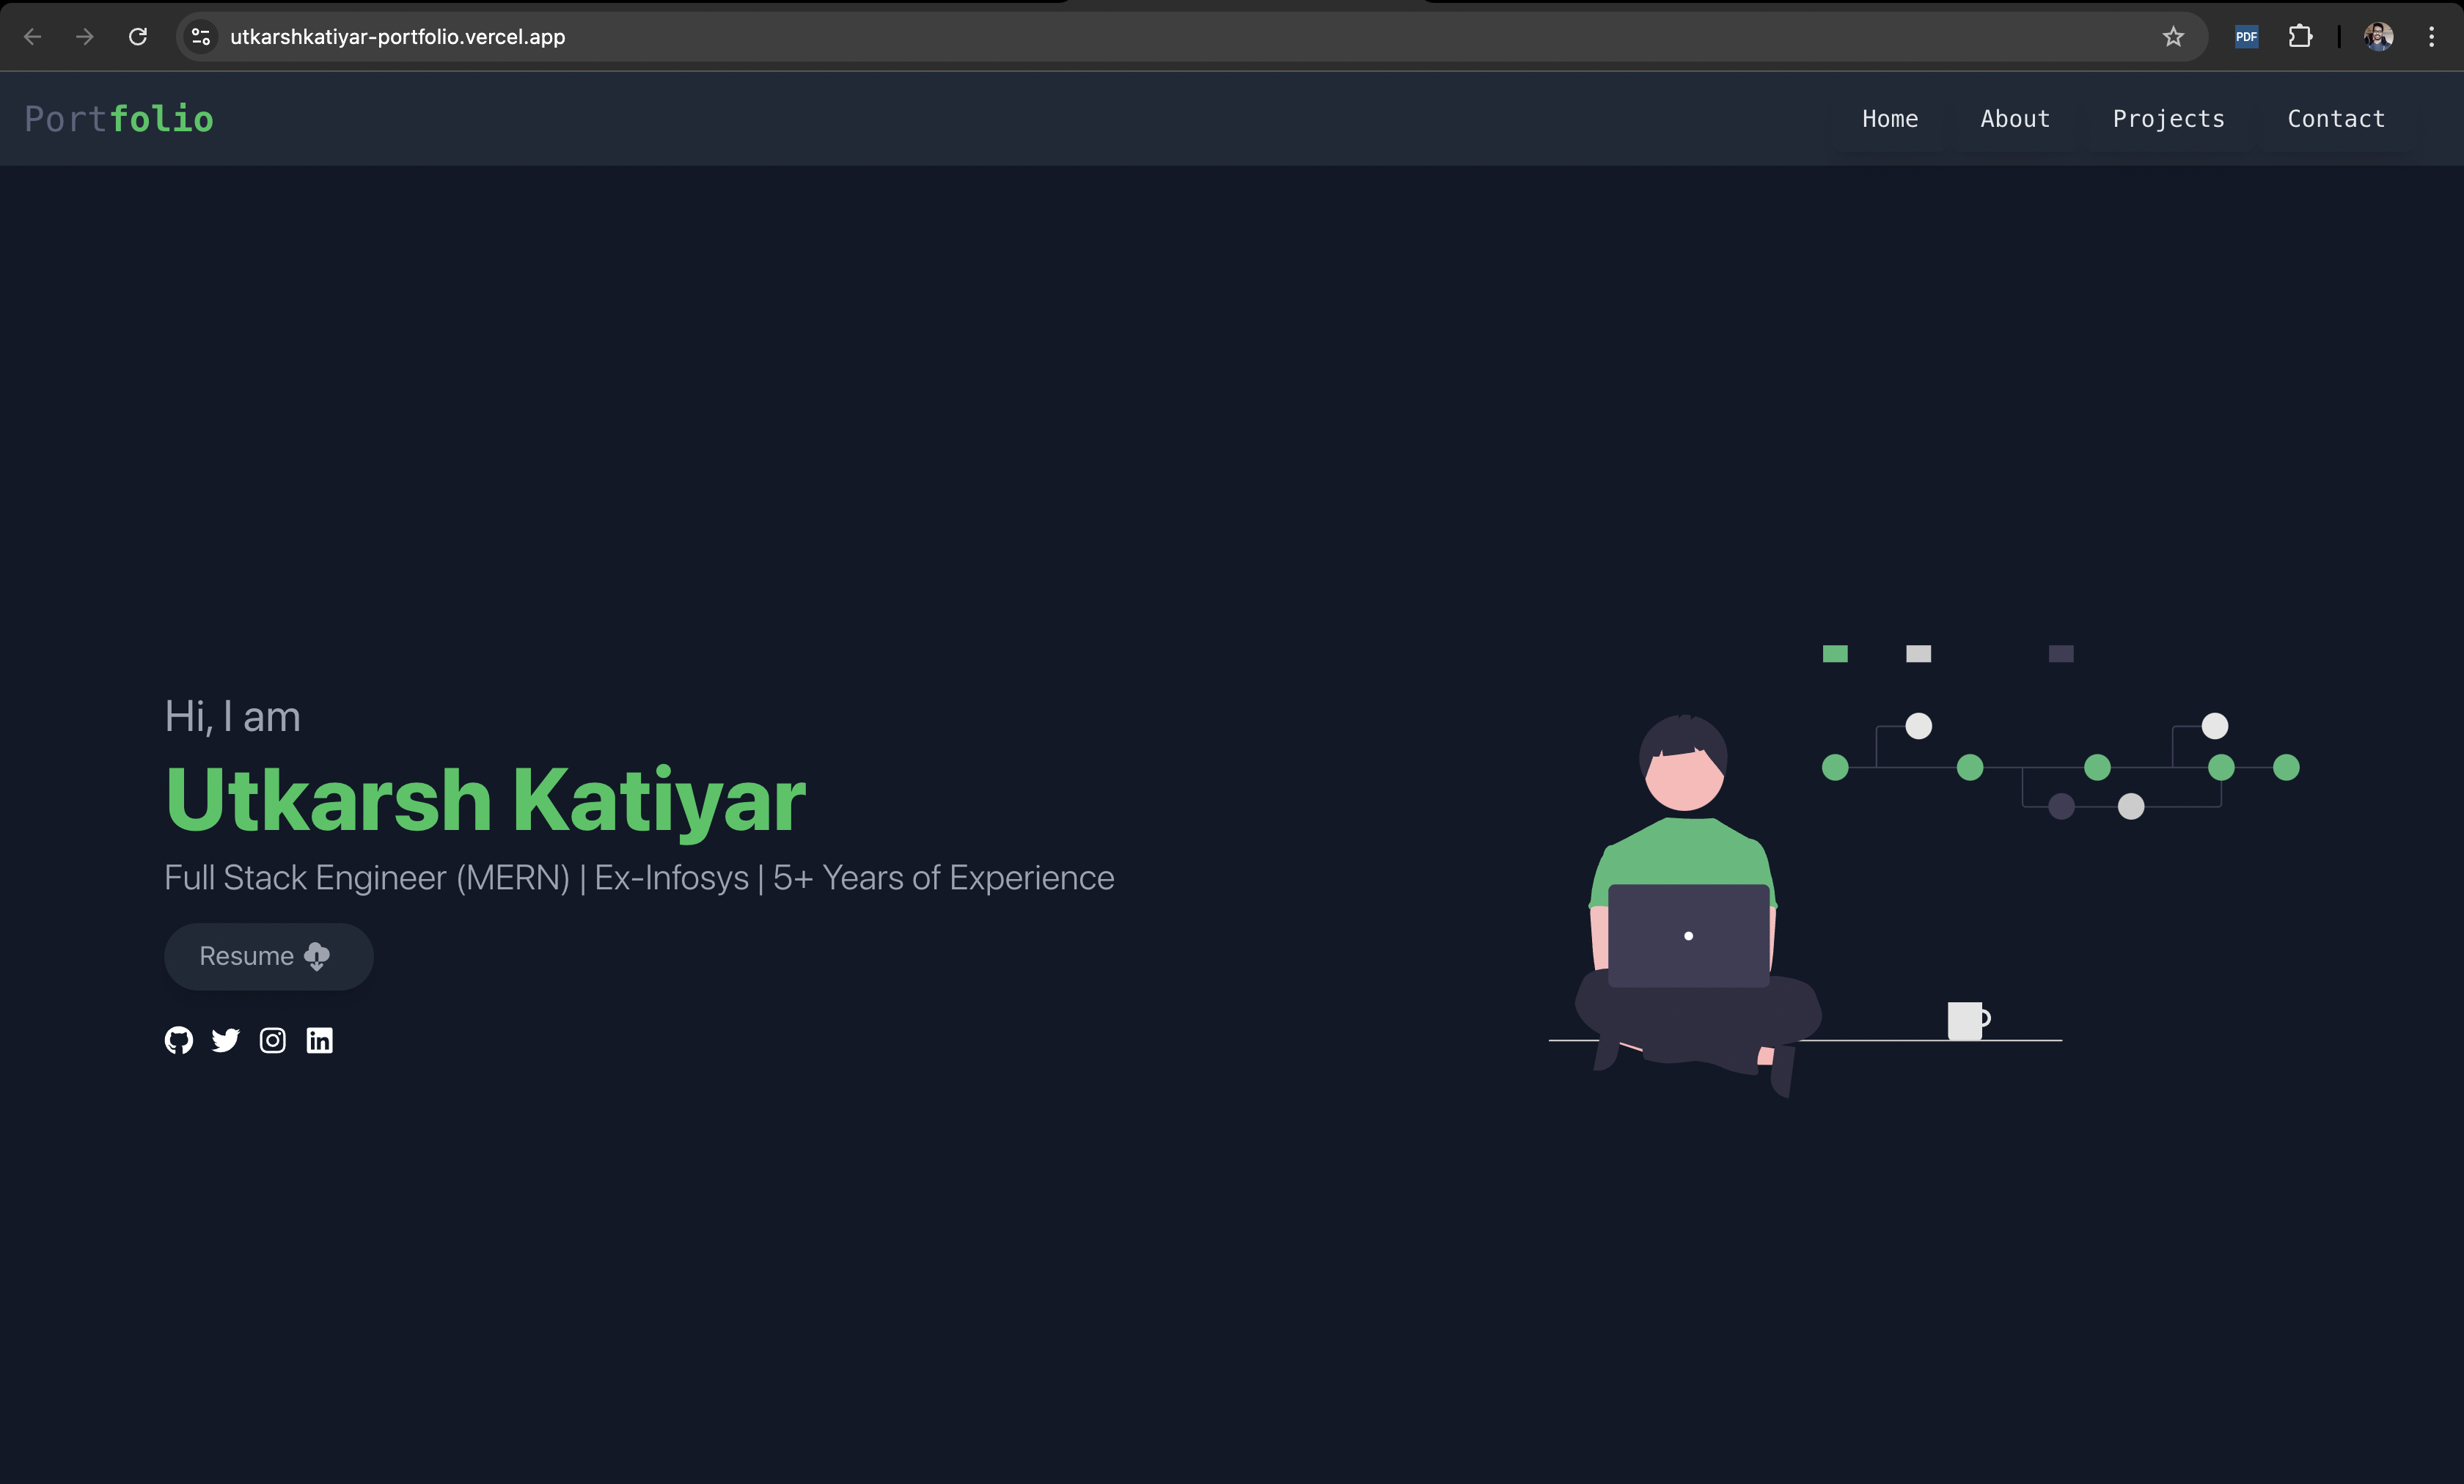 utkarshkatiyar-portfolio.vercel.app
PDF
Portfolio
Home About Projects Contact
Hi, I am
Utkarsh Katiyar
Full Stack Engineer (MERN) | Ex-Infosys | 5+ Years of Experience
Resume
in